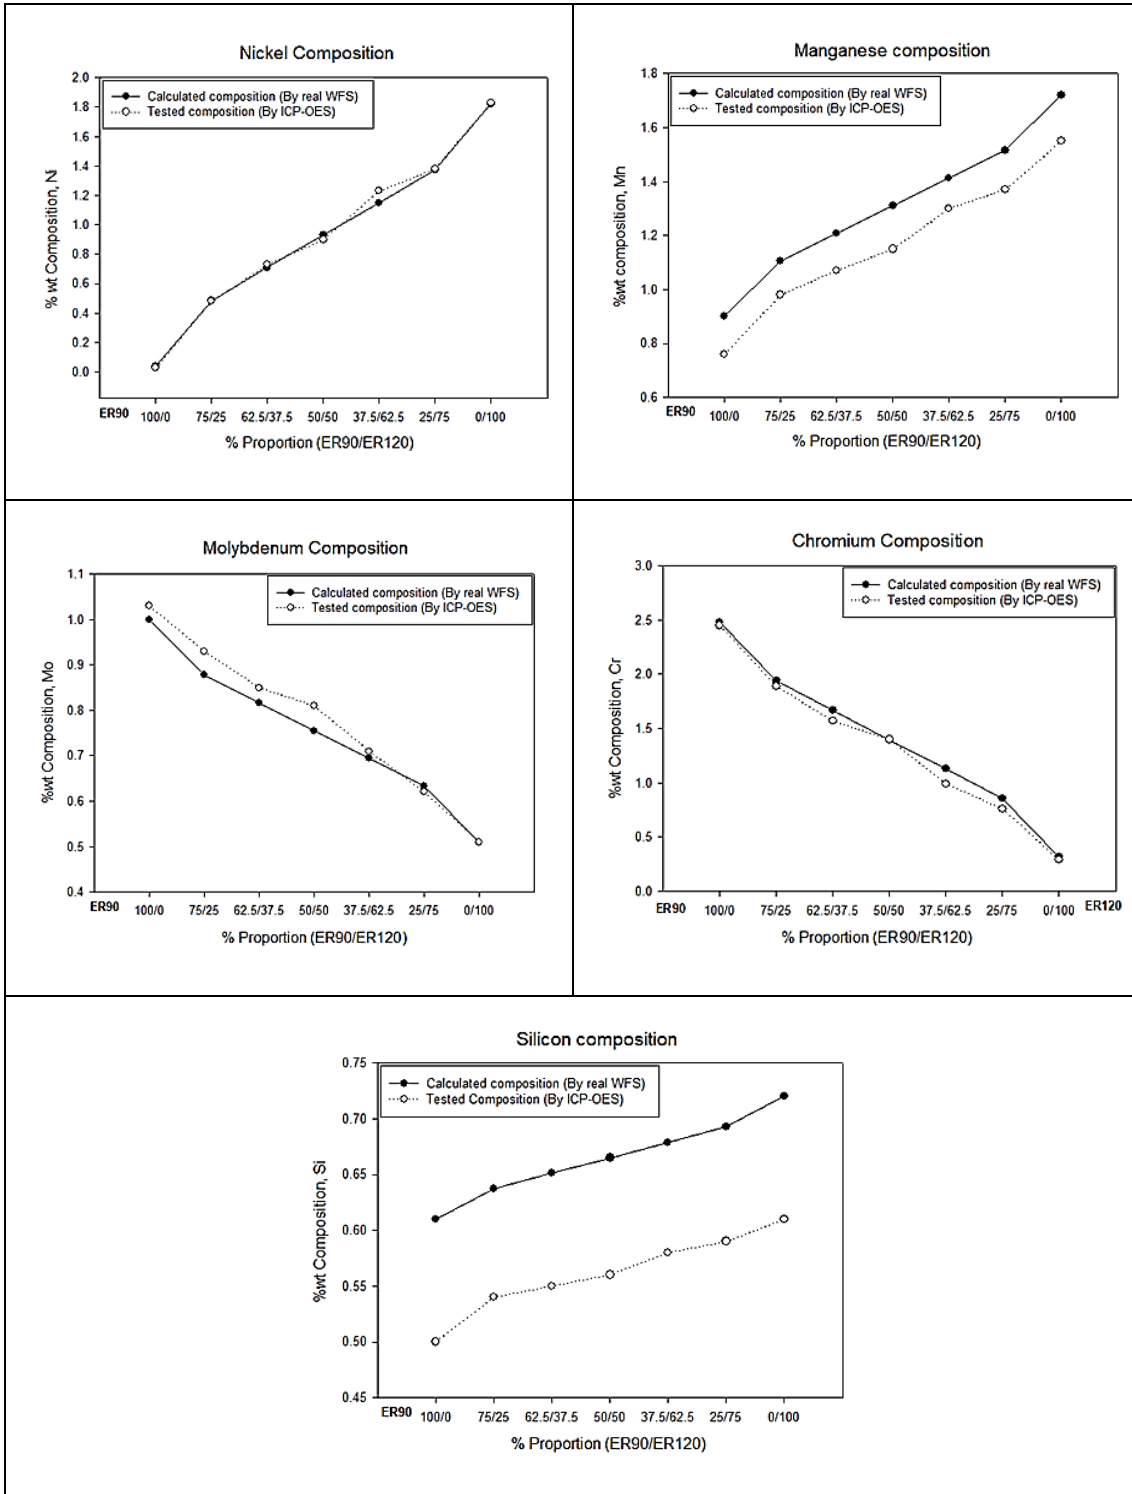 Nickel Composition
Calculated composition (By real WFS)
Tested composition (By ICP-OES)
% wt Composition, Ni
2.0
1.8
1.6
1.4
1.2
1.0
0.8
0.6
0.4
0.2
0.0
ER90 100/0 75/25 62.5/37.5 50/50 37.5/62.5 25/75 0/100
% Proportion (ER90/ER120)
Manganese composition
Calculated composition (By real WFS)
Tested composition (By ICP-OES)
%wt composition, Mn
1.8
1.6
1.4
1.2
1.0
0.8
0.6
ER90 100/0 75/25 62.5/37.5 50/50 37.5/62.5 25/75 0/100
% Proportion (ER90/ER120)
Molybdenum Composition
Calculated composition (By real WFS)
Tested composition (By ICP-OES)
%wt Composition, Mo
1.1
1.0
0.9
0.8
0.7
0.6
0.5
0.4
ER90 100/0 75/25 62.5/37.5 50/50 37.5/62.5 25/75 0/100
% Proportion (ER90/ER120)
Chromium Composition
Calculated composition (By real WFS)
Tested composition (By ICP-OES)
%wt Composition, Cr
3.0
2.5
2.0
1.5
1.0
0.5
0.0
ER90 100/0 75/25 62.5/37.5 50/50 37.5/62.5 25/75 0/100 ER120
% Proportion (ER90/ER120)
Silicon composition
Calculated composition (By real WFS)
Tested Composition (By ICP-OES)
%wt Composition, Si
0.75
0.70
0.65
0.60
0.55
0.50
0.45
ER90 100/0 75/25 62.5/37.5 50/50 37.5/62.5 25/75 0/100
% Proportion (ER90/ER120)